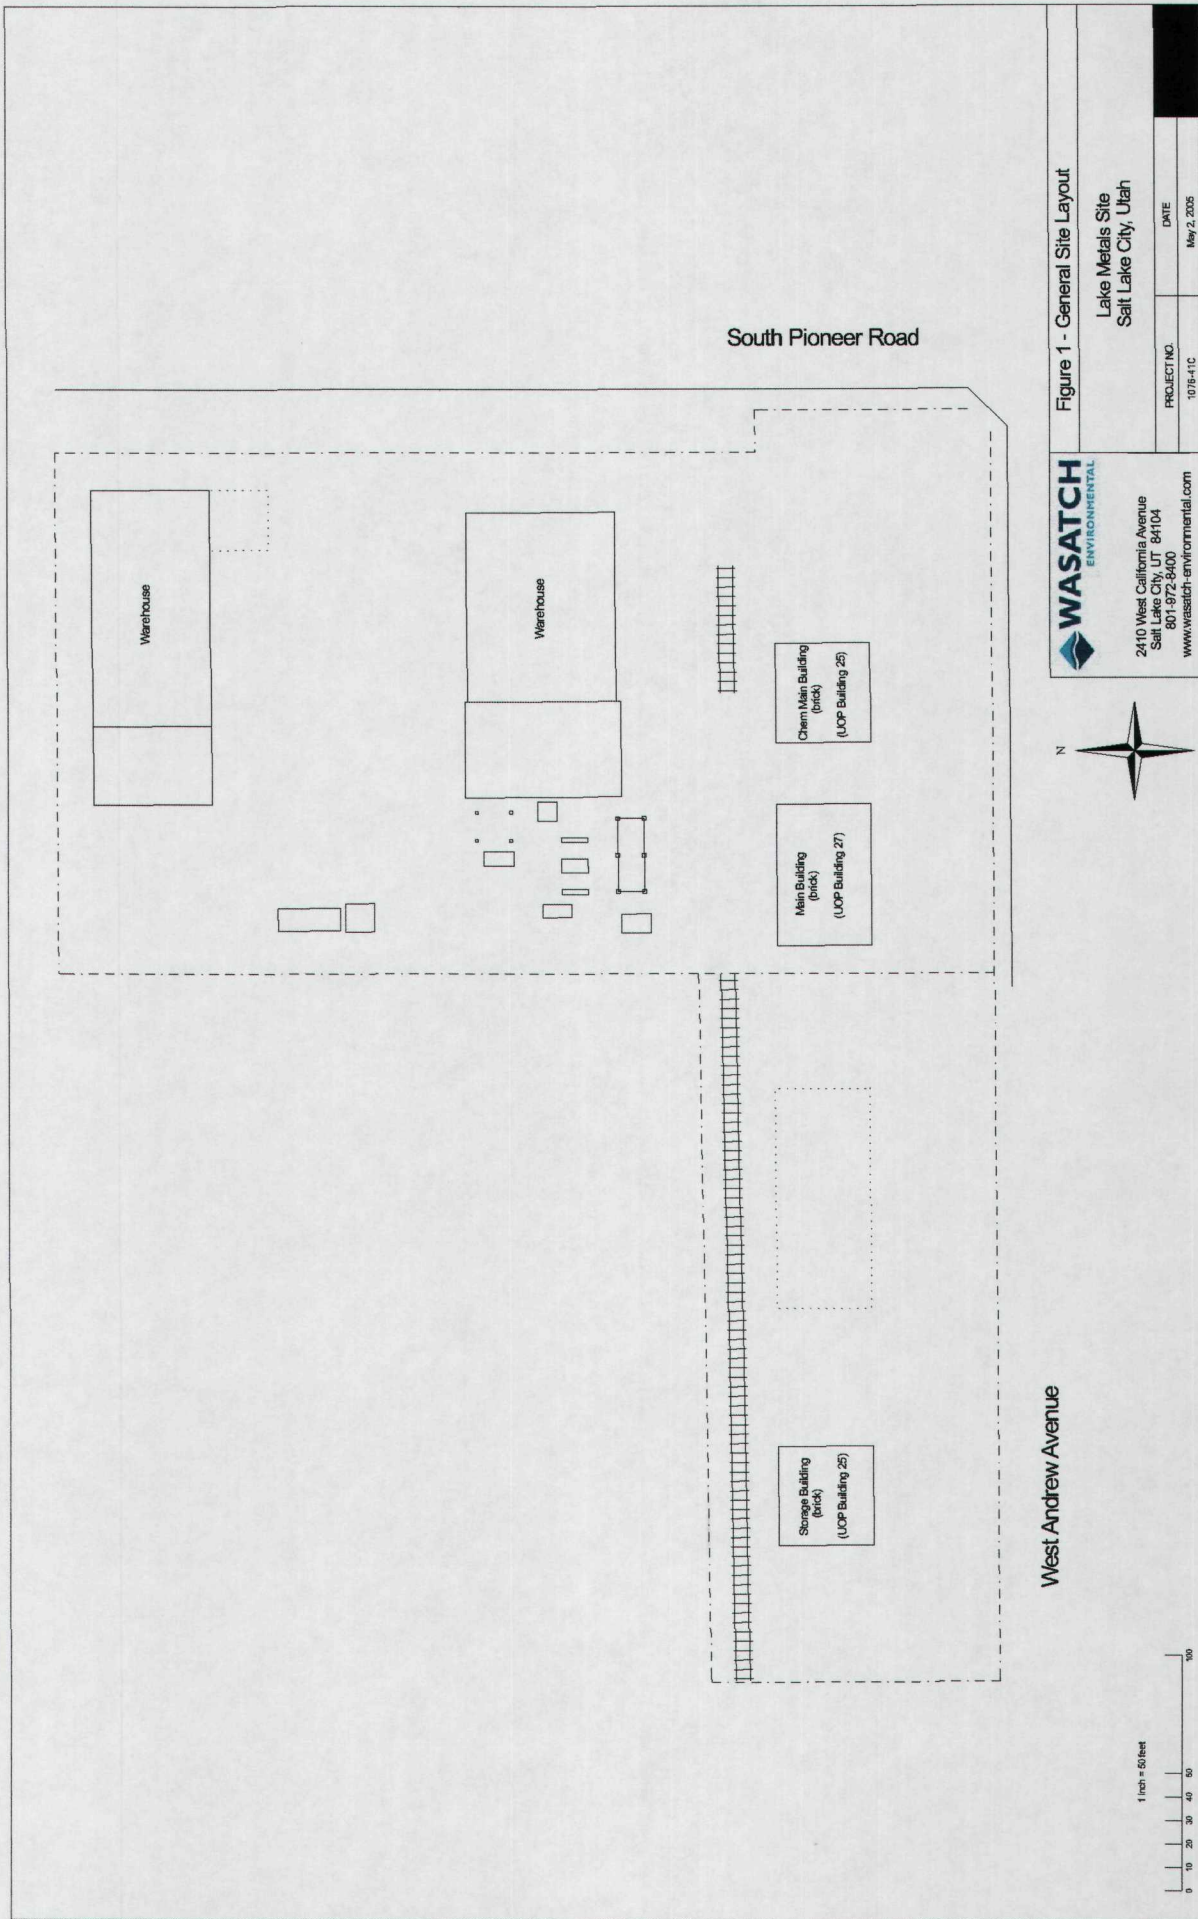 Warehouse
Warehouse
South Pioneer Road
Chem Main Building
(brick)
(UOP Building 25)
Main Building
(brick)
(UOP Building 27)
Storage Building
(brick)
(UOP Building 25)
West Andrew Avenue
1 inch = 50 feet
0 10 20 30 40 50 100
N
WASATCH
ENVIRONMENTAL
2410 West California Avenue
Salt Lake City, UT 84104
801-972-8400
www.wasatch-environmental.com
Figure 1 - General Site Layout
Lake Metals Site
Salt Lake City, Utah
PROJECT NO.
1076-41C
DATE
May 2, 2005